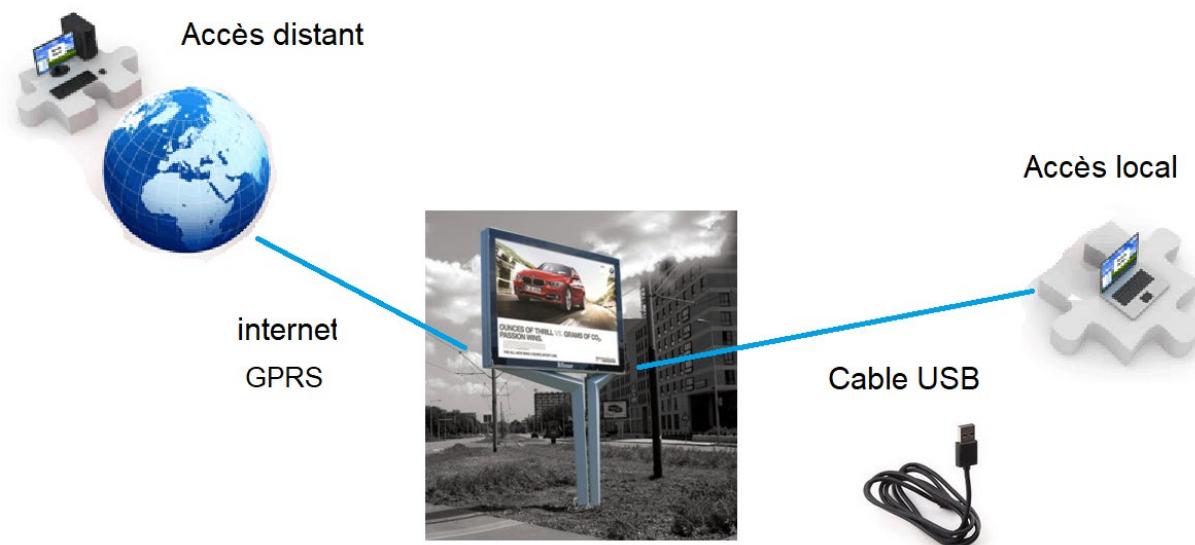 Accès distant
Accès local
internet
GPRS
OUNCES OF THRILL VS. GRAMS OF CO₂.
PASSION WINS.
Cable USB